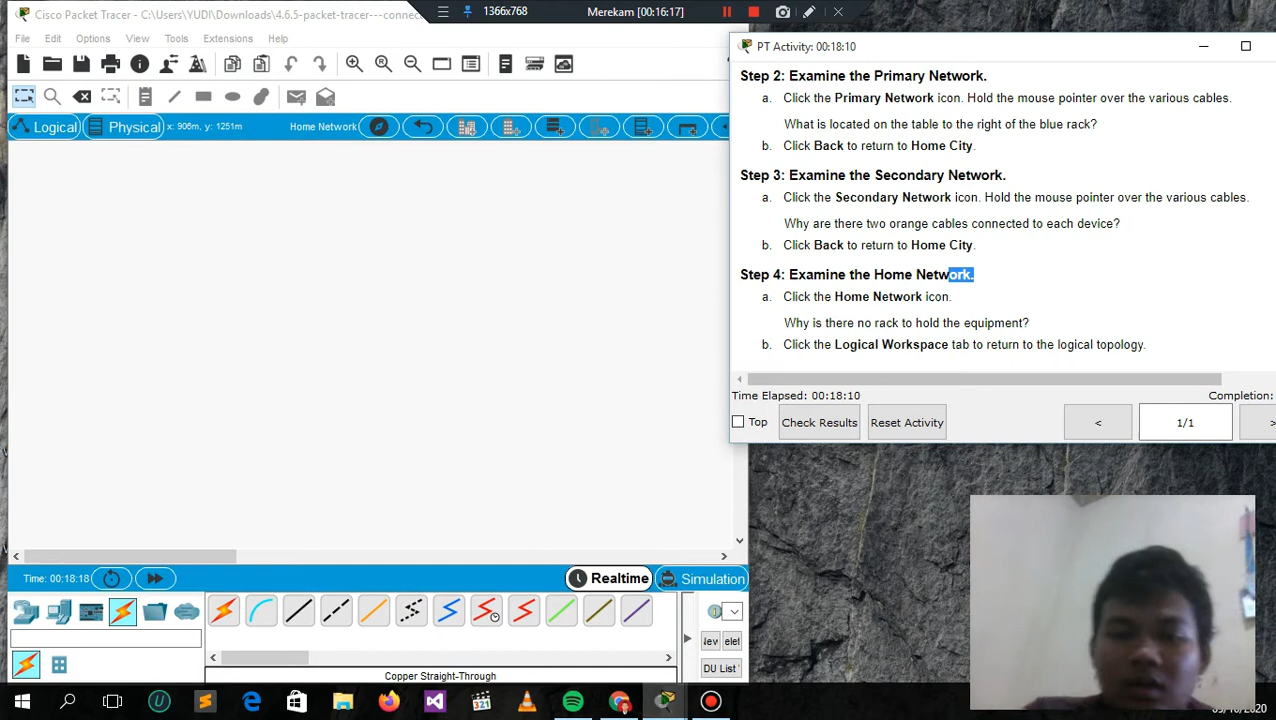 Cisco Packet Tracer - C:\Users\YUDI\Downloads\4.6.5-packet-tracer---connec
1366x768
Merekam [00:16:17]
File Edit Options View Tools Extensions Help
Logical
Physical
x: 906m, y: 1251m
Home Network
PT Activity: 00:18:10
Step 2: Examine the Primary Network.
a. Click the Primary Network icon. Hold the mouse pointer over the various cables.
What is located on the table to the right of the blue rack?
b. Click Back to return to Home City.
Step 3: Examine the Secondary Network.
a. Click the Secondary Network icon. Hold the mouse pointer over the various cables.
Why are there two orange cables connected to each device?
b. Click Back to return to Home City.
Step 4: Examine the Home Network.
a. Click the Home Network icon.
Why is there no rack to hold the equipment?
b. Click the Logical Workspace tab to return to the logical topology.
Time Elapsed: 00:18:10
Completion:
Top
Check Results
Reset Activity
<
1/1
>
Time: 00:18:18
Realtime
Simulation
Copper Straight-Through
DU List
321